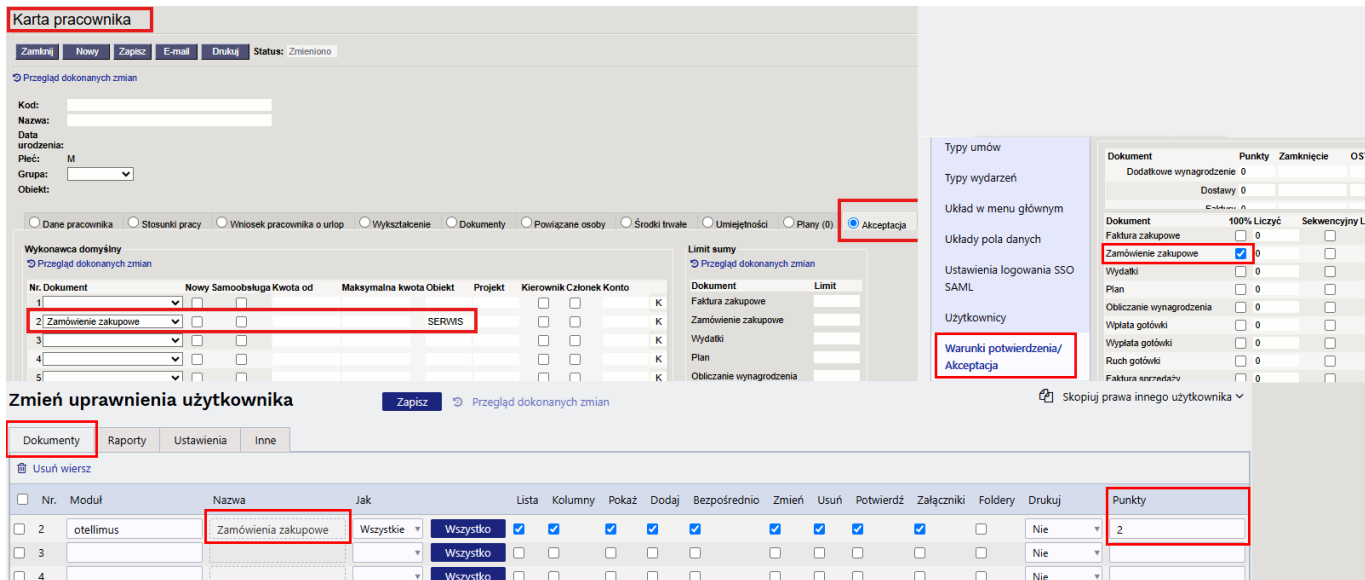 Karta pracownika
Zamknij Nowy Zapisz E-mail Drukuj Status: Zmieniono
Przegląd dokonanych zmian
Kod:
Nazwa:
Data
urodzenia:
Płeć: M
Grupa:
Obiekt:
Dane pracownika Stosunki pracy Wniosek pracownika o urlop Wykształcenie Dokumenty Powiązane osoby Środki trwałe Umiejętności Plany (0) Akceptacja
Wykonawca domyślny
Przegląd dokonanych zmian
Nr. Dokument Nowy Samoobsługa Kwota od Maksymalna kwota Obiekt Projekt Kierownik Członek Konto
1 K
2 Zamówienie zakupowe SERWIS K
3 K
4 K
5 K
Limit sumy
Przegląd dokonanych zmian
Dokument Limit
Faktura zakupowe
Zamówienie zakupowe
Wydatki
Plan
Obliczanie wynagrodzenia
Typy umów
Typy wydarzeń
Układ w menu głównym
Układy pola danych
Ustawienia logowania SSO
SAML
Użytkownicy
Warunki potwierdzenia/
Akceptacja
Dokument Punkty Zamknięcie OST
Dodatkowe wynagrodzenie 0
Dostawy 0
Faktury 0
Dokument 100% Liczyć Sekwencyjny L
Faktura zakupowe 0
Zamówienie zakupowe 0
Wydatki 0
Plan 0
Obliczanie wynagrodzenia 0
Wpłata gotówki 0
Wypłata gotówki 0
Ruch gotówki 0
Faktura sprzedaży 0
Zmień uprawnienia użytkownika Zapisz Przegląd dokonanych zmian Skopiuj prawa innego użytkownika
Dokumenty Raporty Ustawienia Inne
Usuń wiersz
Nr. Moduł Nazwa Jak Lista Kolumny Pokaż Dodaj Bezpośrednio Zmień Usuń Potwierdź Załączniki Foldery Drukuj Punkty
2 otellimus Zamówienia zakupowe Wszystkie Wszystko Nie 2
3 Wszystko Nie
4 Wszystko Nie